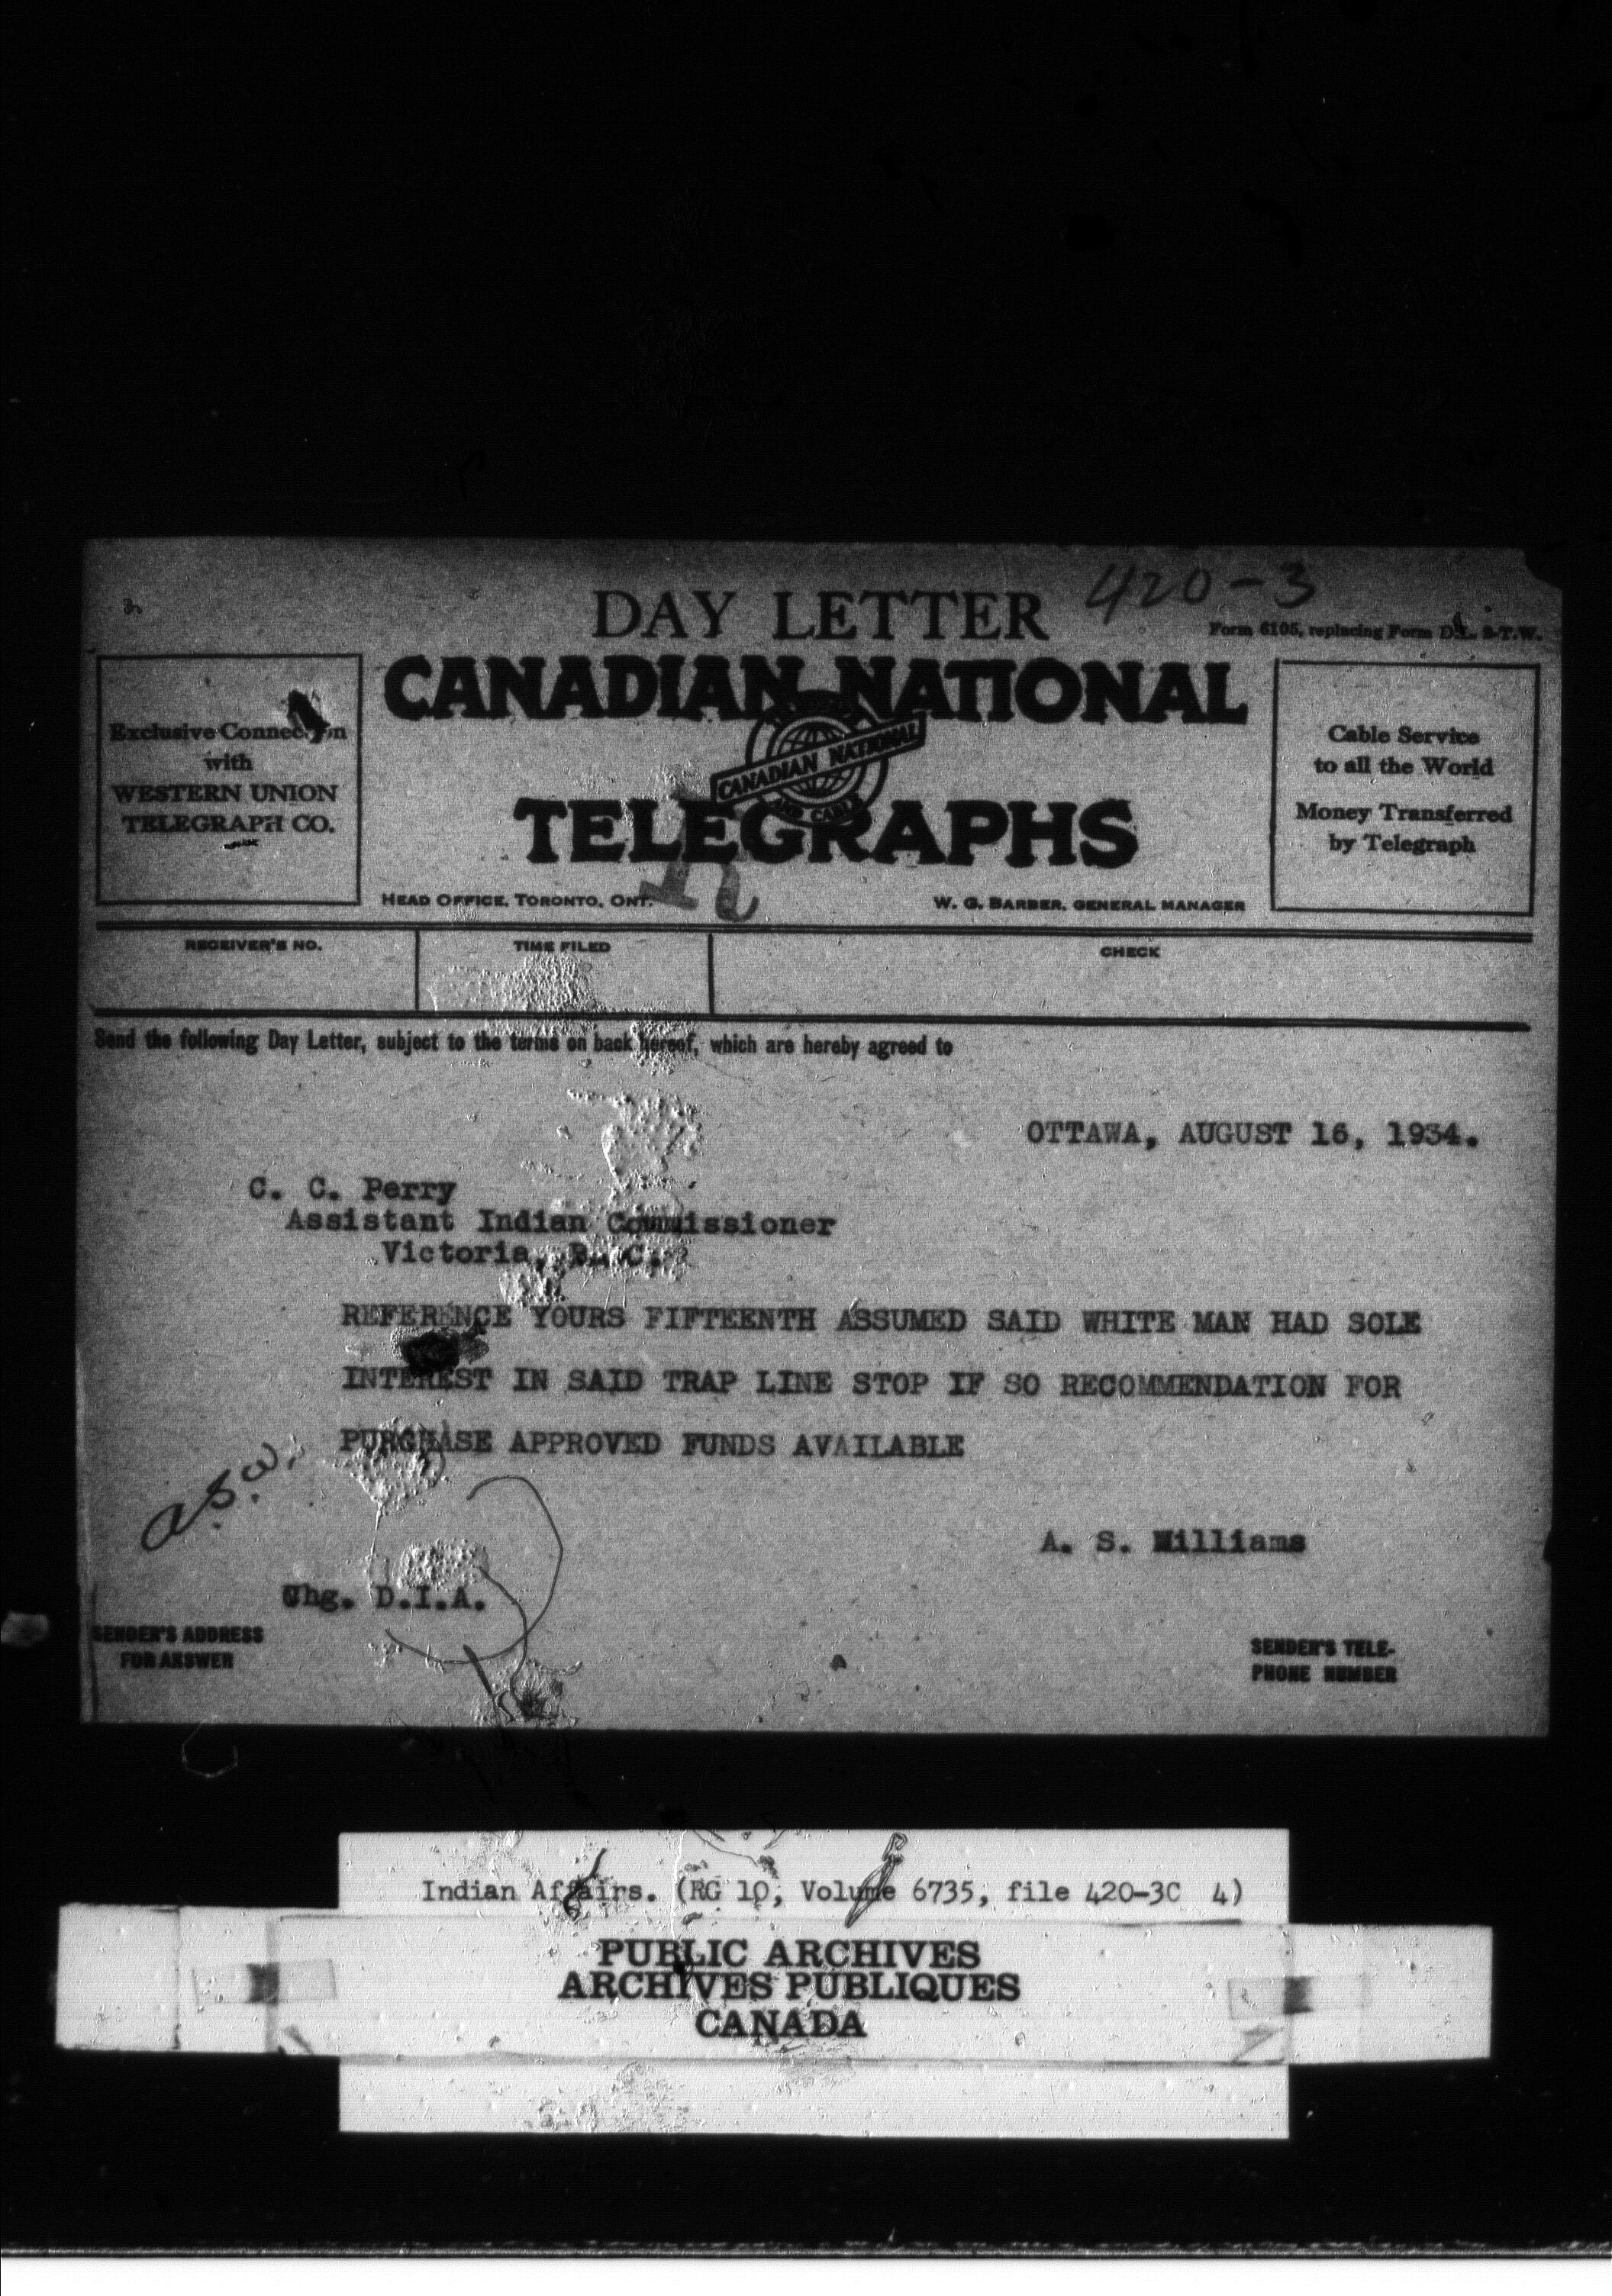 420-3
DAY LETTER
Form 6105, replacing Form D.L. 2-T.W.
CANADIAN NATIONAL
TELEGRAPHS
CANADIAN NATIONAL
AND CABLE
Exclusive Connection
with
WESTERN UNION
TELEGRAPH CO.
Cable Service
to all the World
Money Transferred
by Telegraph
HEAD OFFICE, TORONTO, ONT.
W. G. BARBER, GENERAL MANAGER
RECEIVER'S NO.
TIME FILED
CHECK
Send the following Day Letter, subject to the terms on back hereof, which are hereby agreed to
OTTAWA, AUGUST 16, 1934.
C. C. Perry
Assistant Indian Commissioner
Victoria, B. C.
REFERENCE YOURS FIFTEENTH ASSUMED SAID WHITE MAN HAD SOLE
INTEREST IN SAID TRAP LINE STOP IF SO RECOMMENDATION FOR
PURCHASE APPROVED FUNDS AVAILABLE
a.s.w.
A. S. Williams
Chg. D.I.A.
SENDER'S ADDRESS
FOR ANSWER
SENDER'S TELE-
PHONE NUMBER
Indian Affairs. (RG 10, Volume 6735, file 420-3C 4)
PUBLIC ARCHIVES
ARCHIVES PUBLIQUES
CANADA